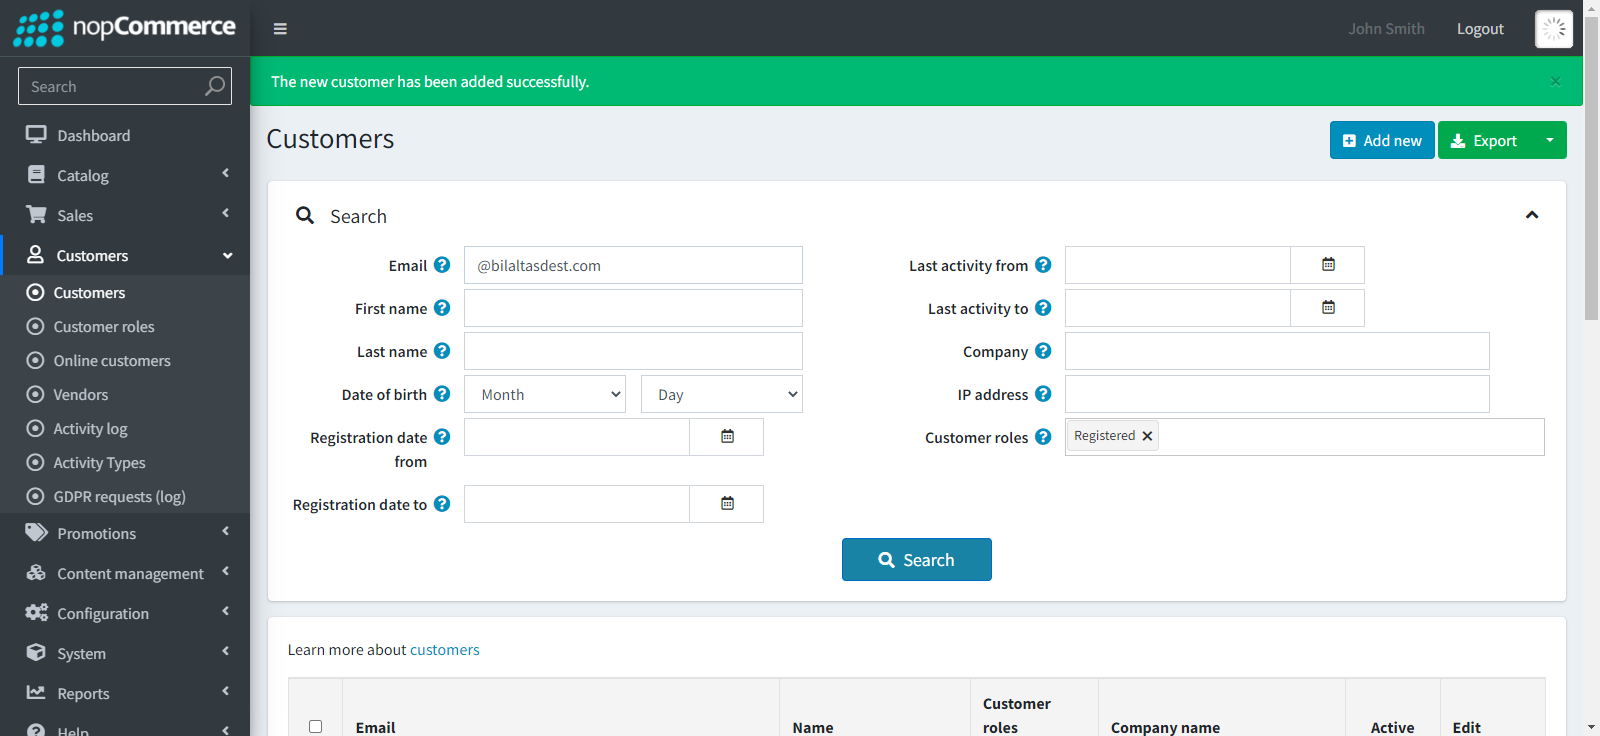 nopCommerce
John Smith
Logout
Search
The new customer has been added successfully.
×
Dashboard
Catalog
Sales
Customers
Customers
Customer roles
Online customers
Vendors
Activity log
Activity Types
GDPR requests (log)
Promotions
Content management
Configuration
System
Reports
Help
Customers
Add new
Export
Search
Email
@bilaltasdest.com
First name
Last name
Date of birth
Month
Day
Registration date
from
Registration date to
Last activity from
Last activity to
Company
IP address
Customer roles
Registered ×
Search
Learn more about customers
Email
Name
Customer
roles
Company name
Active
Edit